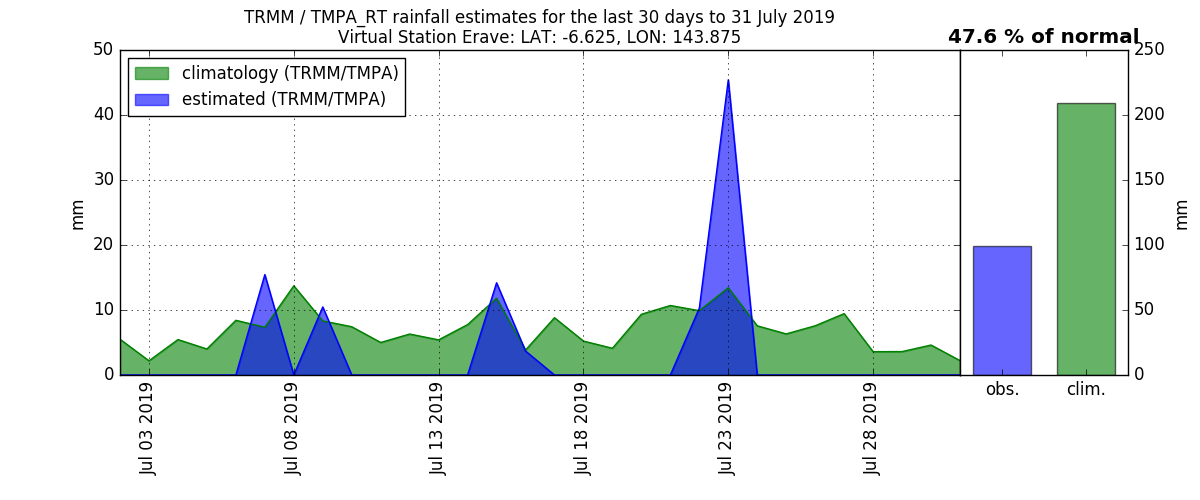 TRMM / TMPA_RT rainfall estimates for the last 30 days to 31 July 2019
Virtual Station Erave: LAT: -6.625, LON: 143.875
47.6 % of normal
climatology (TRMM/TMPA)
estimated (TRMM/TMPA)
50
40
30
20
10
0
mm
Jul 03 2019
Jul 08 2019
Jul 13 2019
Jul 18 2019
Jul 23 2019
Jul 28 2019
250
200
150
100
50
0
mm
obs.
clim.